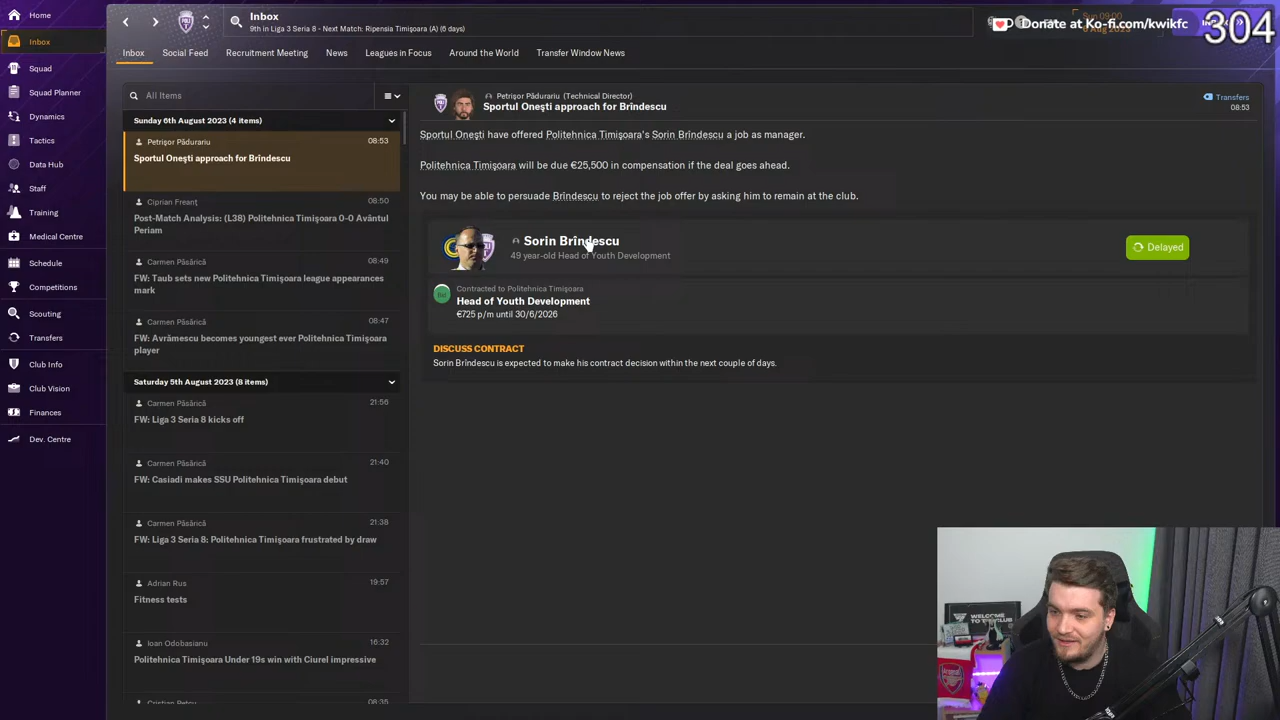 Home
Inbox
Squad
Squad Planner
Dynamics
Tactics
Data Hub
Staff
Training
Medical Centre
Schedule
Competitions
Scouting
Transfers
Club Info
Club Vision
Finances
Dev. Centre
Inbox
9th in Liga 3 Seria 8 - Next Match: Ripensia Timişoara (A) (6 days)
Donate at Ko-fi.com/kwikfc
304
Inbox
Social Feed
Recruitment Meeting
News
Leagues in Focus
Around the World
Transfer Window News
All Items
Sunday 6th August 2023 (4 items)
Petrişor Păduraru
08:53
Sportul Oneşti approach for Brîndescu
Ciprian Freanţ
08:50
Post-Match Analysis: (L38) Politehnica Timişoara 0-0 Avântul
Periam
Carmen Păsărică
08:49
FW: Taub sets new Politehnica Timişoara league appearances
mark
Carmen Păsărică
08:47
FW: Avrămescu becomes youngest ever Politehnica Timişoara
player
Saturday 5th August 2023 (8 items)
Carmen Păsărică
21:56
FW: Liga 3 Seria 8 kicks off
Carmen Păsărică
21:40
FW: Casiadi makes SSU Politehnica Timişoara debut
Carmen Păsărică
21:38
FW: Liga 3 Seria 8: Politehnica Timişoara frustrated by draw
Adrian Rus
19:57
Fitness tests
Ioan Odobasianu
16:32
Politehnica Timişoara Under 19s win with Ciurel impressive
Cristian Petcu
08:35
Petrişor Păduraru (Technical Director)
Sportul Oneşti approach for Brîndescu
Transfers
08:53
Sportul Oneşti have offered Politehnica Timişoara's Sorin Brîndescu a job as manager.
Politehnica Timişoara will be due €25,500 in compensation if the deal goes ahead.
You may be able to persuade Brîndescu to reject the job offer by asking him to remain at the club.
Sorin Brîndescu
49 year-old Head of Youth Development
Delayed
Contracted to Politehnica Timişoara
Head of Youth Development
€725 p/m until 30/6/2026
DISCUSS CONTRACT
Sorin Brîndescu is expected to make his contract decision within the next couple of days.